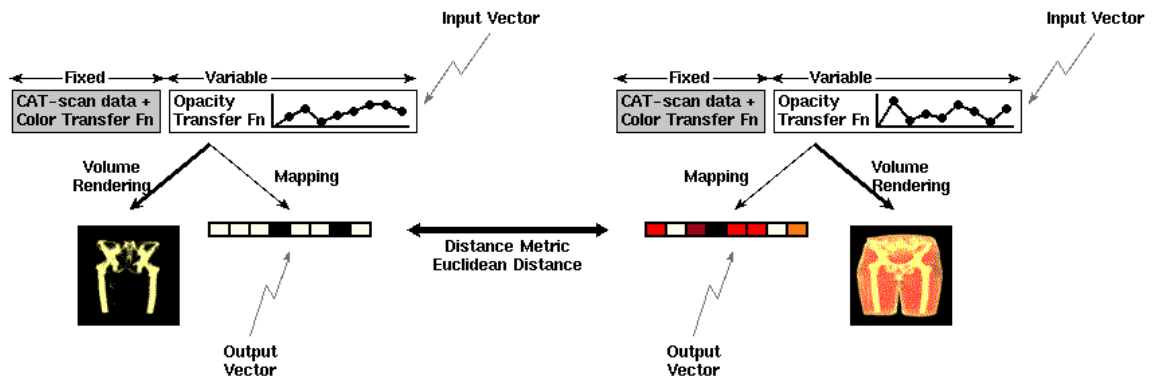 Input Vector
Input Vector
Fixed
Variable
Fixed
Variable
CAT-scan data +
Color Transfer Fn
Opacity
Transfer Fn
CAT-scan data +
Color Transfer Fn
Opacity
Transfer Fn
Volume
Rendering
Mapping
Mapping
Volume
Rendering
Distance Metric
Euclidean Distance
Output
Vector
Output
Vector